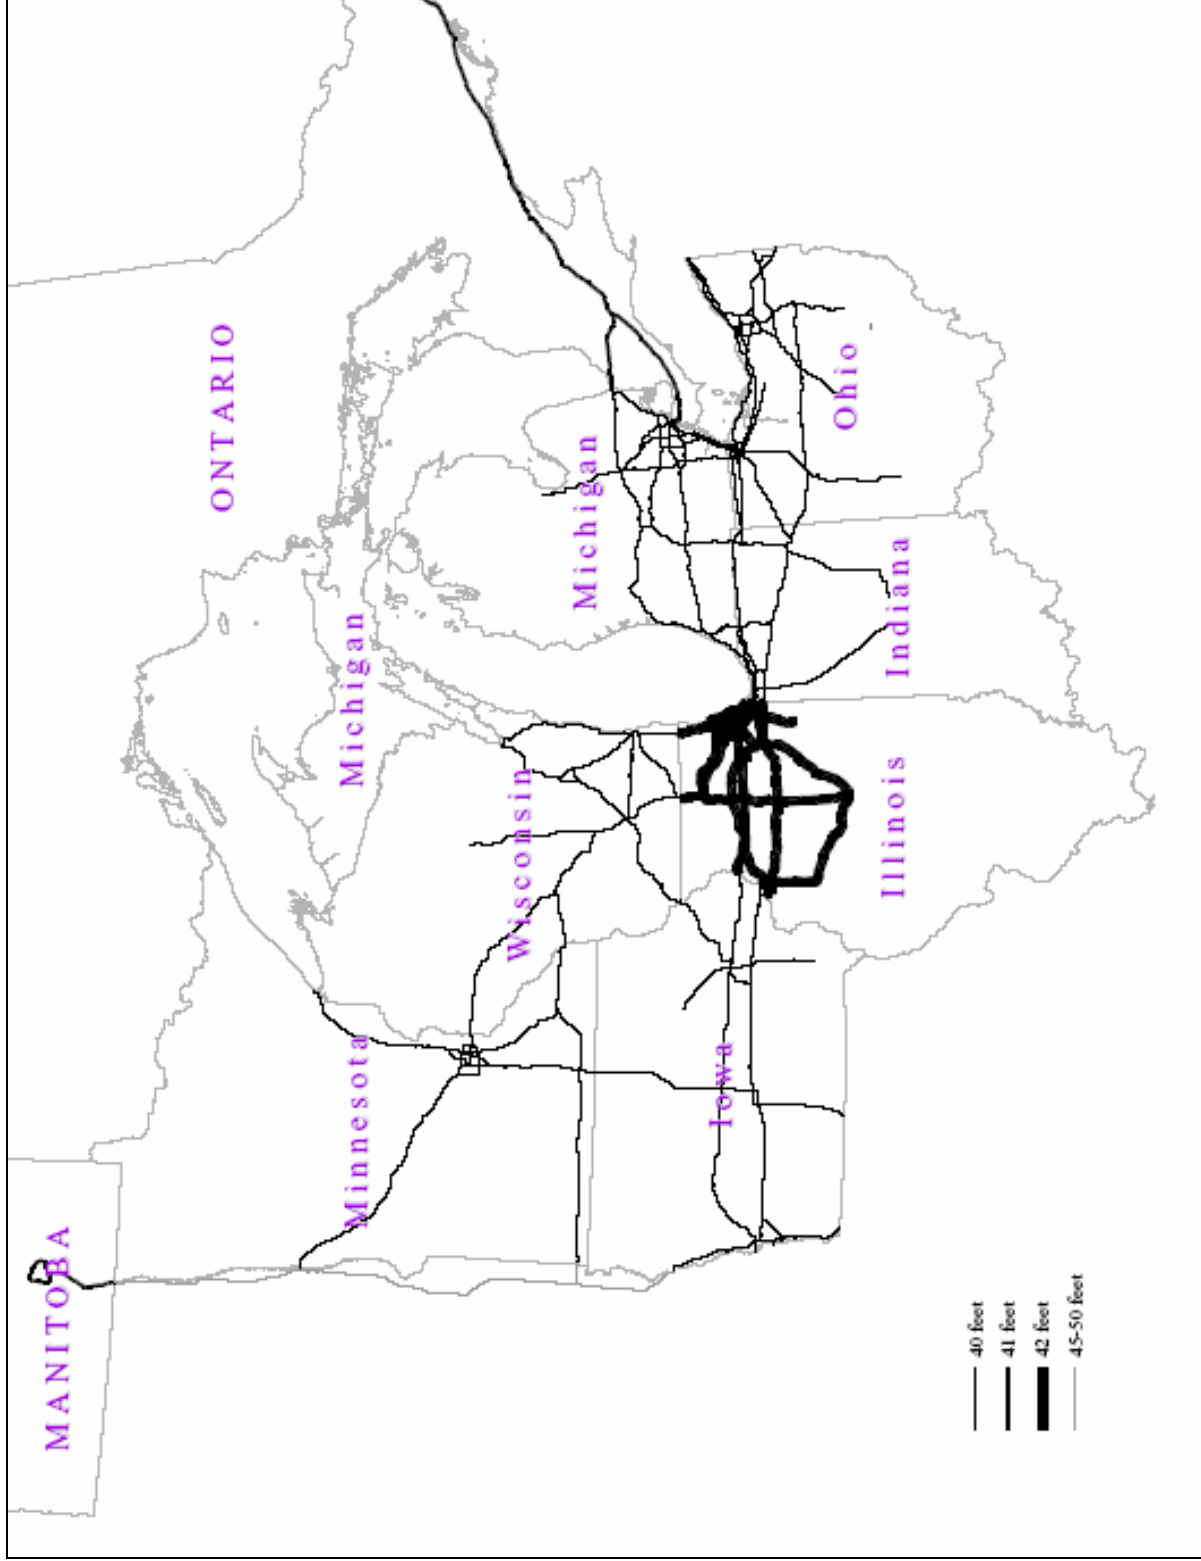 MANITOBA
ONTARIO
Minnesota
Michigan
Wisconsin
Michigan
Iowa
Illinois
Indiana
Ohio
40 feet
41 feet
42 feet
45-50 feet